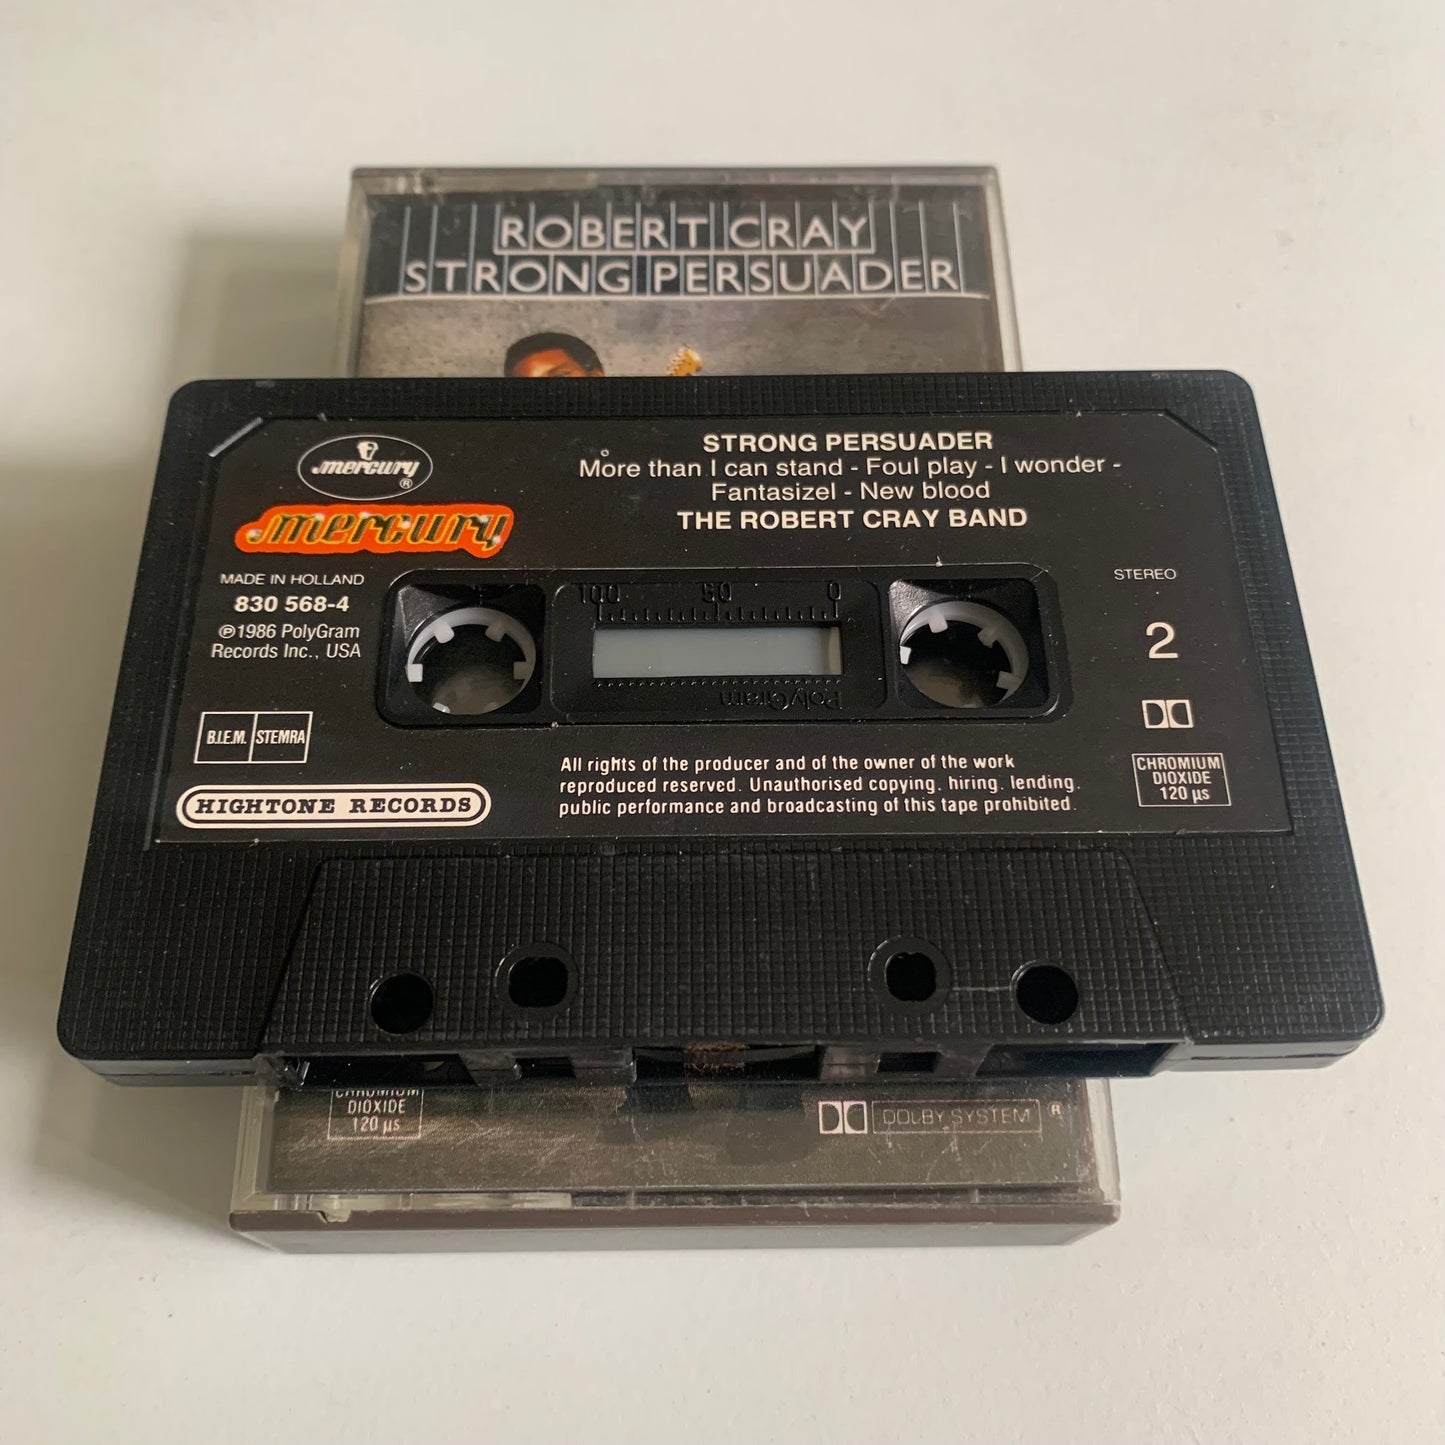 ROBERT CRAY
STRONG PERSUADER
mercury
®
mercury
STRONG PERSUADER
More than I can stand - Foul play - I wonder -
Fantasizel - New blood
THE ROBERT CRAY BAND
MADE IN HOLLAND
830 568-4
℗1986 PolyGram
Records Inc., USA
B.I.E.M. STEMRA
HIGHTONE RECORDS
100 50 0
PolyGram
STEREO
2
CHROMIUM
DIOXIDE
120 µs
All rights of the producer and of the owner of the work
reproduced reserved. Unauthorised copying, hiring, lending,
public performance and broadcasting of this tape prohibited.
CHROMIUM
DIOXIDE
120 µs
DOLBY SYSTEM ®